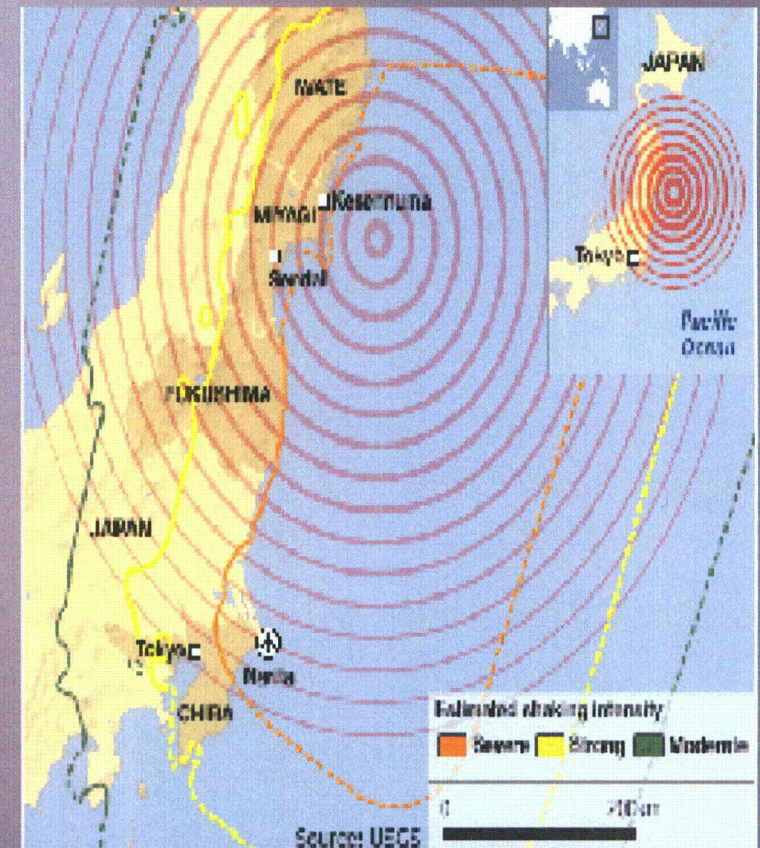 JAPAN
IWATE
Kesennuma
MIYAGI
Tokyo
Sendai
Pacific
Ocean
FUKUSHIMA
JAPAN
Tokyo
Narita
CHIBA
Estimated shaking intensity
Severe Strong Moderate
0 200km
Source: USGS